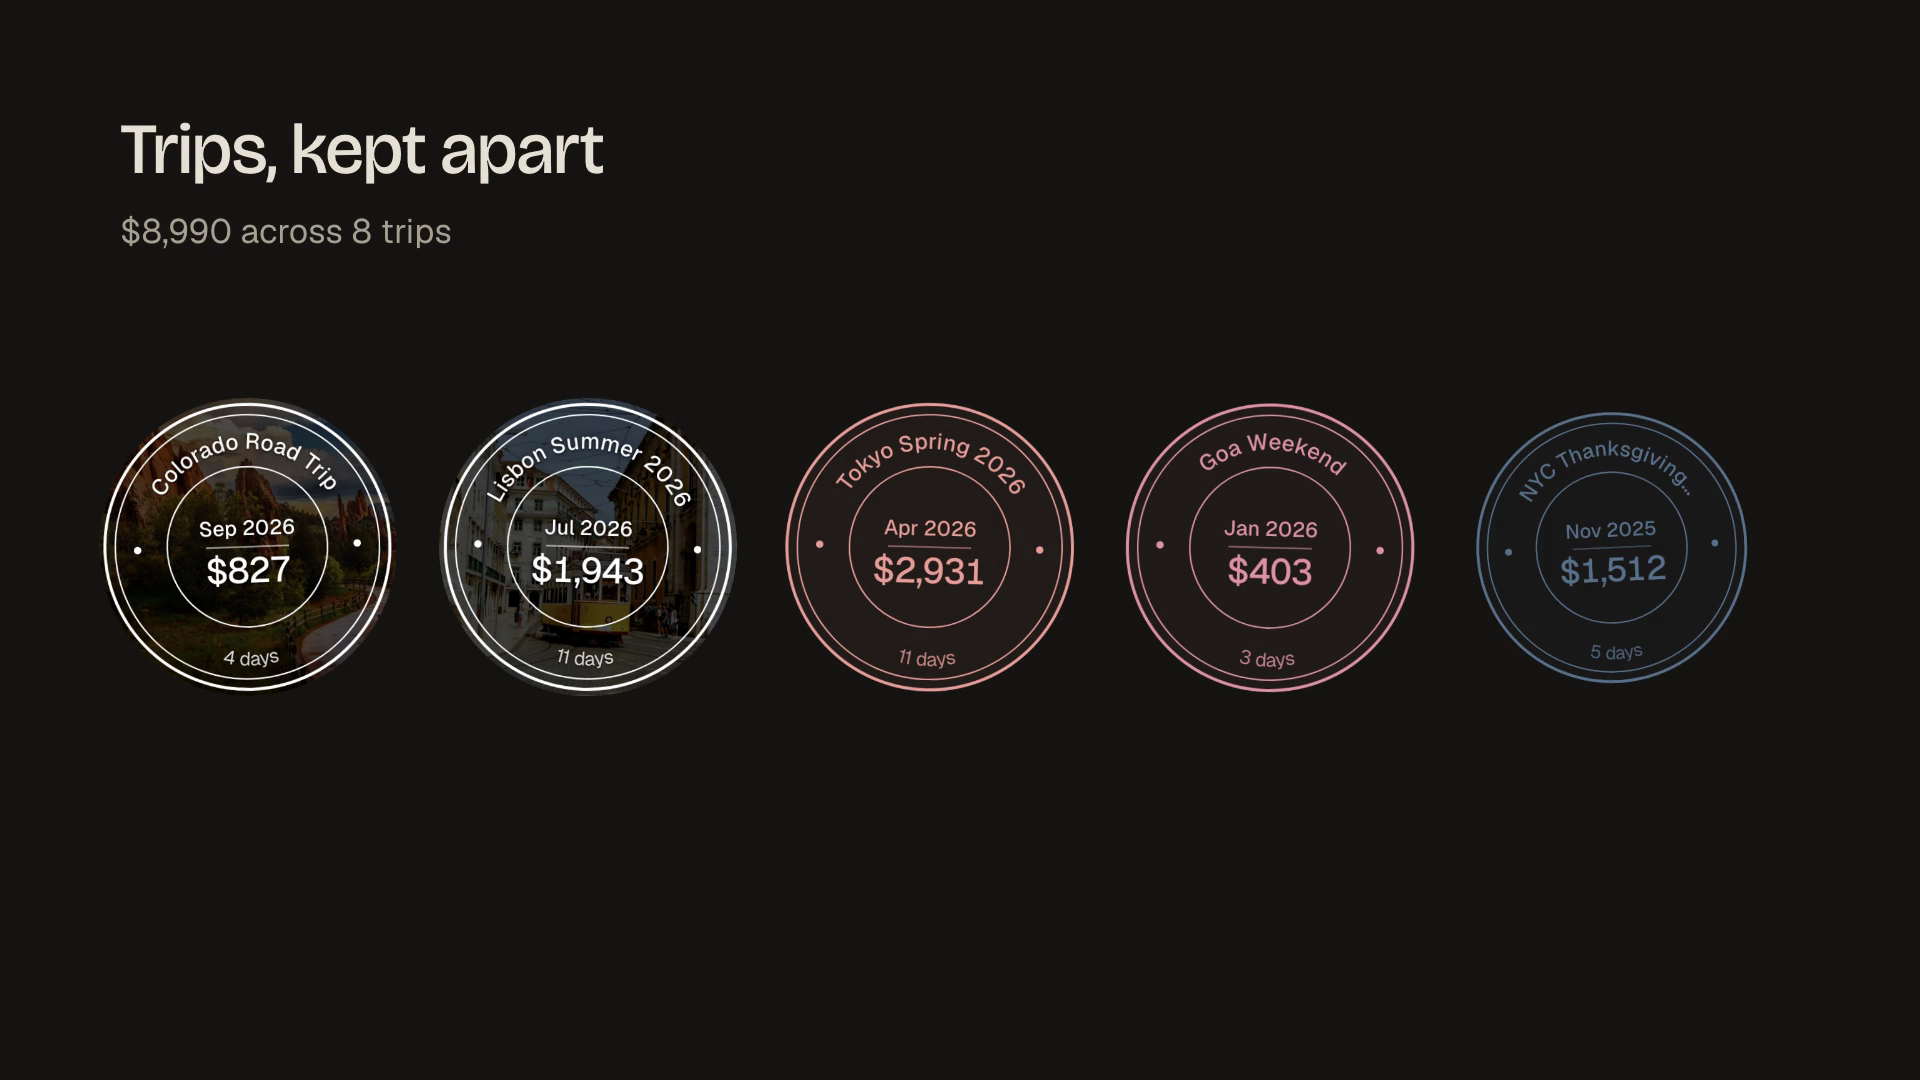 Trips, kept apart
$8,990 across 8 trips
Colorado Road Trip
Sep 2026
$827
4 days
Lisbon Summer 2026
Jul 2026
$1,943
11 days
Tokyo Spring 2026
Apr 2026
$2,931
11 days
Goa Weekend
Jan 2026
$403
3 days
NYC Thanksgiving...
Nov 2025
$1,512
5 days